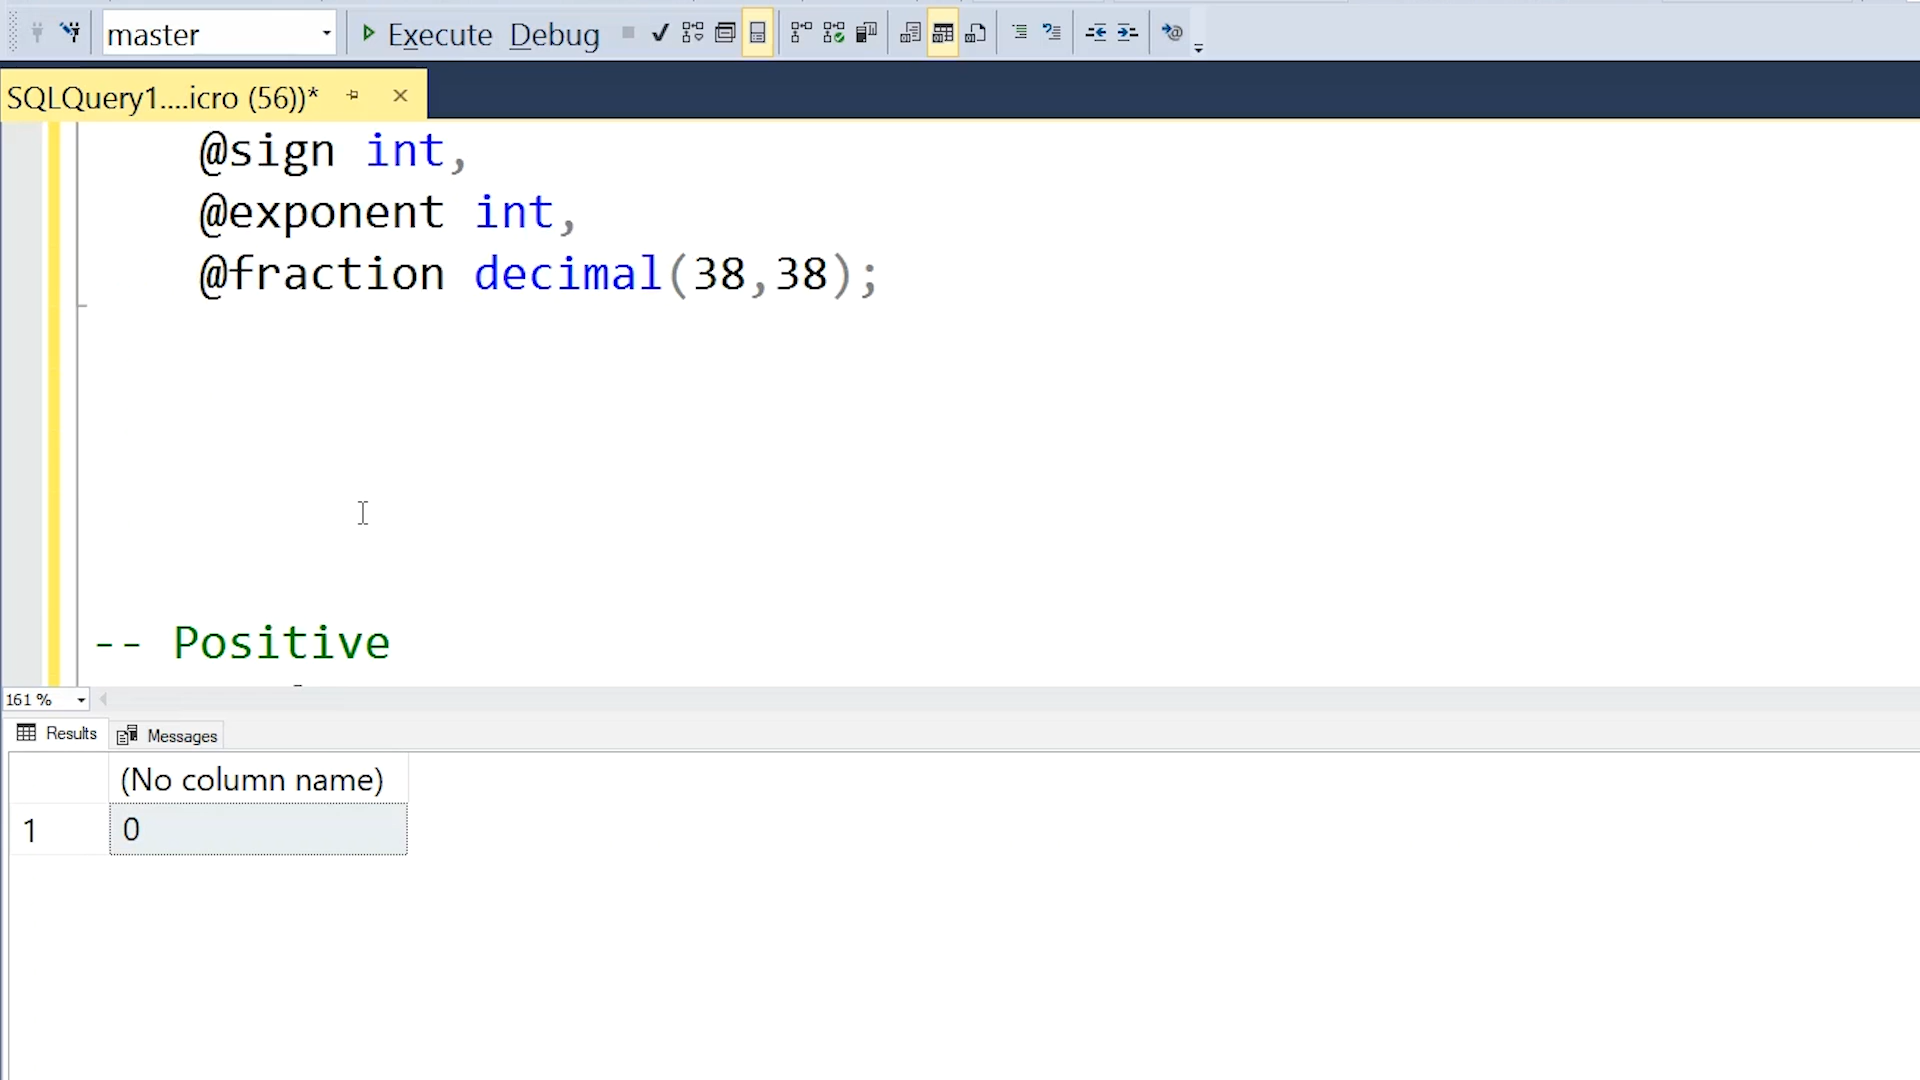 master Execute Debug
SQLQuery1....icro (56))*
@sign int,
@exponent int,
@fraction decimal(38,38);
-- Positive
161 %
Results Messages
(No column name)
1 0